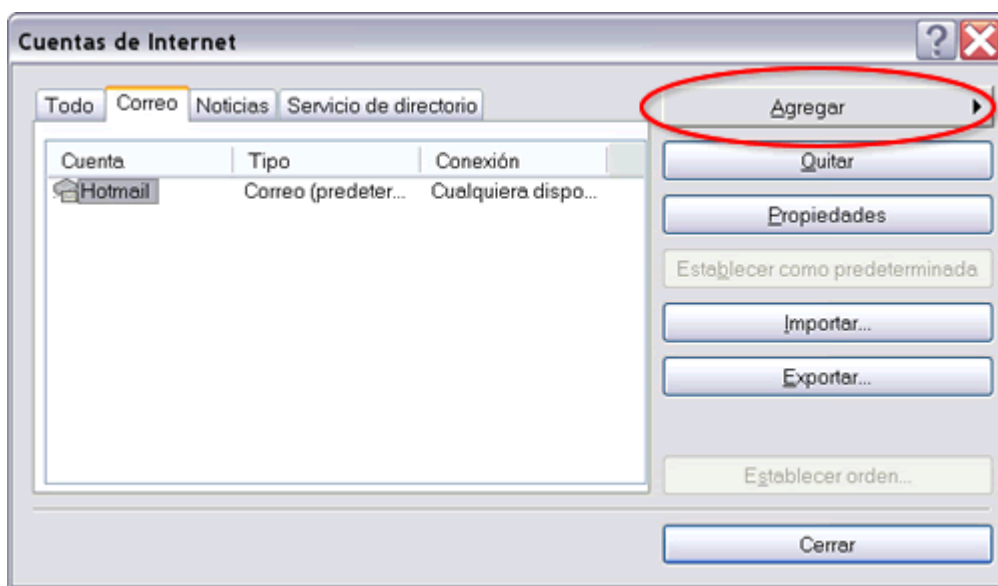 Cuentas de Internet
Todo Correo Noticias Servicio de directorio
Cuenta Tipo Conexión
Hotmail Correo (predeter... Cualquiera dispo...
Agregar
Quitar
Propiedades
Establecer como predeterminada
Importar...
Exportar...
Establecer orden...
Cerrar